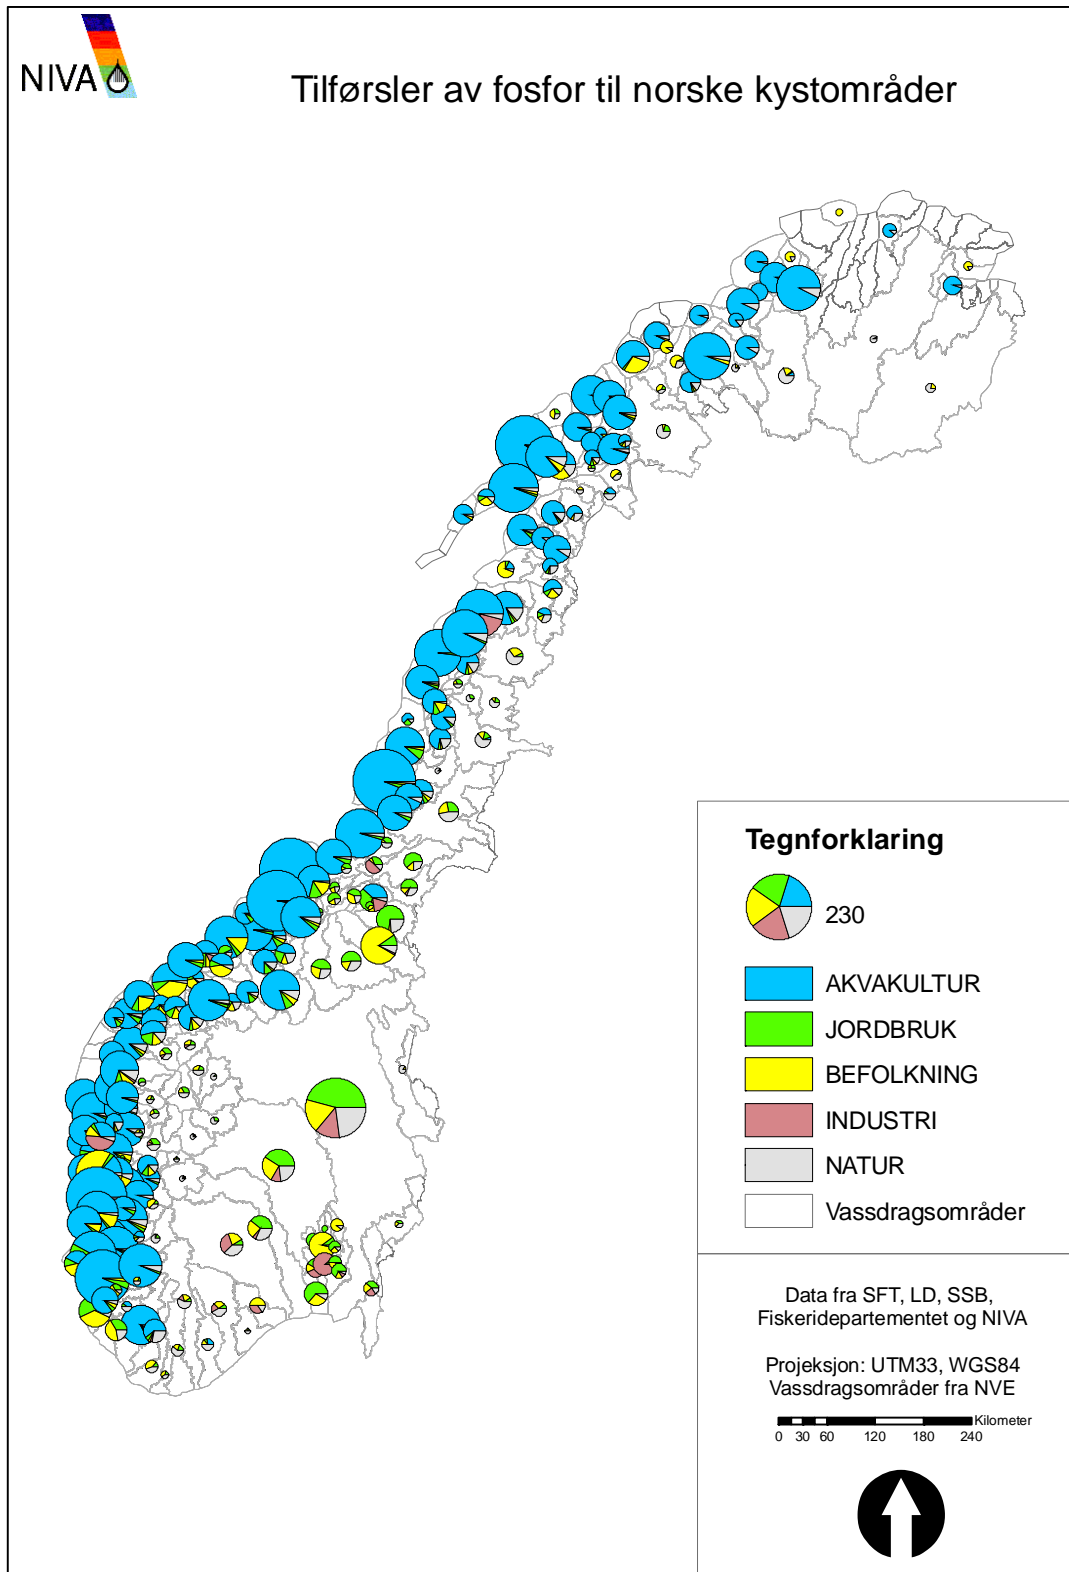 NIVA
Tilførsler av fosfor til norske kystområder
Tegnforklaring
230
AKVAKULTUR
JORDBRUK
BEFOLKNING
INDUSTRI
NATUR
Vassdragsområder
Data fra SFT, LD, SSB,
Fiskeridepartementet og NIVA
Projeksjon: UTM33, WGS84
Vassdragsområder fra NVE
Kilometer
0 30 60 120 180 240